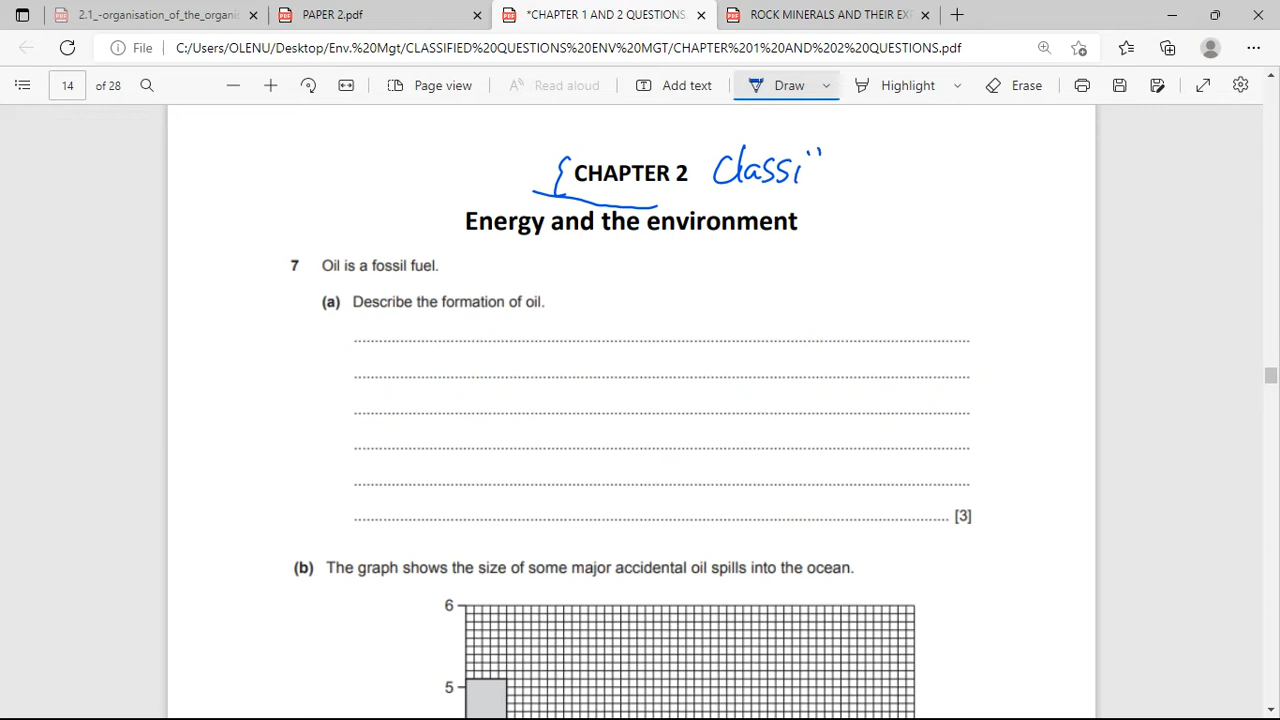 2.1_-organisation_of_the_organi
PAPER 2.pdf
*CHAPTER 1 AND 2 QUESTIONS
ROCK MINERALS AND THEIR EX
File
C:/Users/OLENU/Desktop/Env.%20Mgt/CLASSIFIED%20QUESTIONS%20ENV%20MGT/CHAPTER%201%20AND%202%20QUESTIONS.pdf
14 of 28
Page view
Read aloud
Add text
Draw
Highlight
Erase
CHAPTER 2 Classi
Energy and the environment
7 Oil is a fossil fuel.
(a) Describe the formation of oil.
[3]
(b) The graph shows the size of some major accidental oil spills into the ocean.
6
5